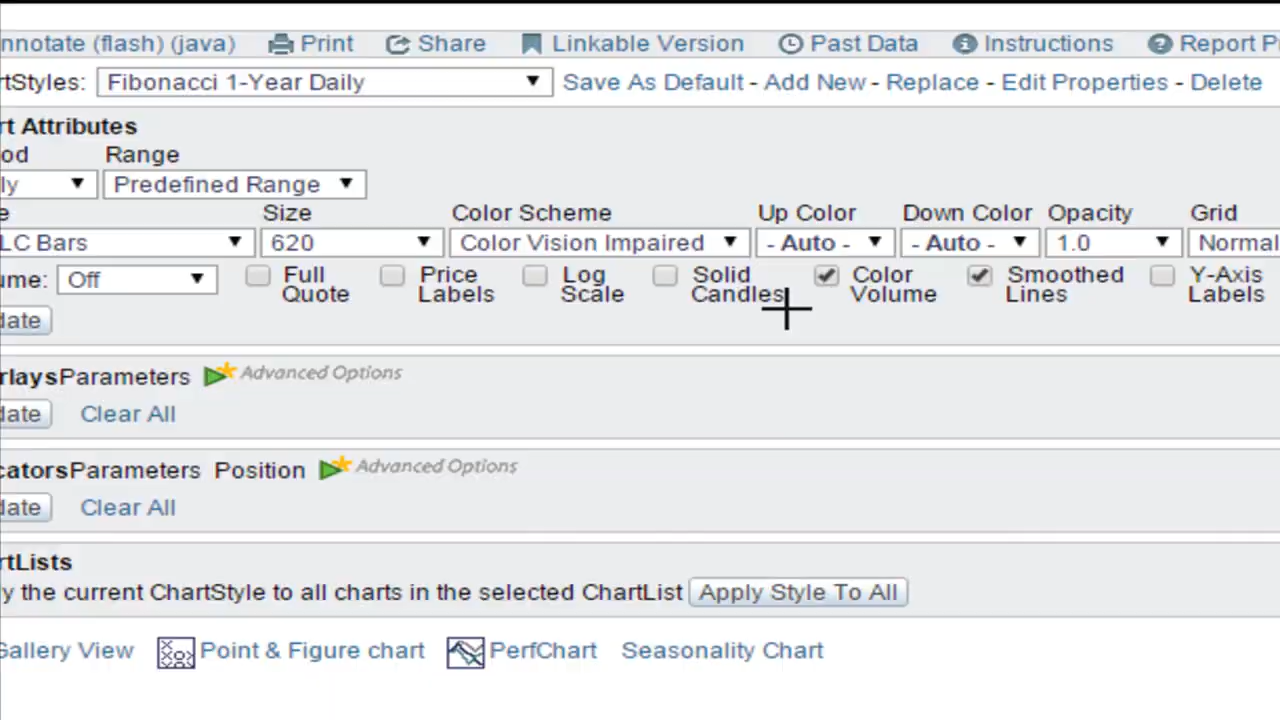 nnotate (flash) (java) Print Share Linkable Version Past Data Instructions Report Pr
rtStyles: Fibonacci 1-Year Daily Save As Default - Add New - Replace - Edit Properties - Delete
rt Attributes
od Range
ly Predefined Range
e Size Color Scheme Up Color Down Color Opacity Grid
LC Bars 620 Color Vision Impaired - Auto - - Auto - 1.0 Normal
ume: Off Full Quote Price Labels Log Scale Solid Candles Color Volume Smoothed Lines Y-Axis Labels
date
rlaysParameters Advanced Options
date Clear All
catorsParameters Position Advanced Options
date Clear All
rtLists
y the current ChartStyle to all charts in the selected ChartList Apply Style To All
Gallery View Point & Figure chart PerfChart Seasonality Chart